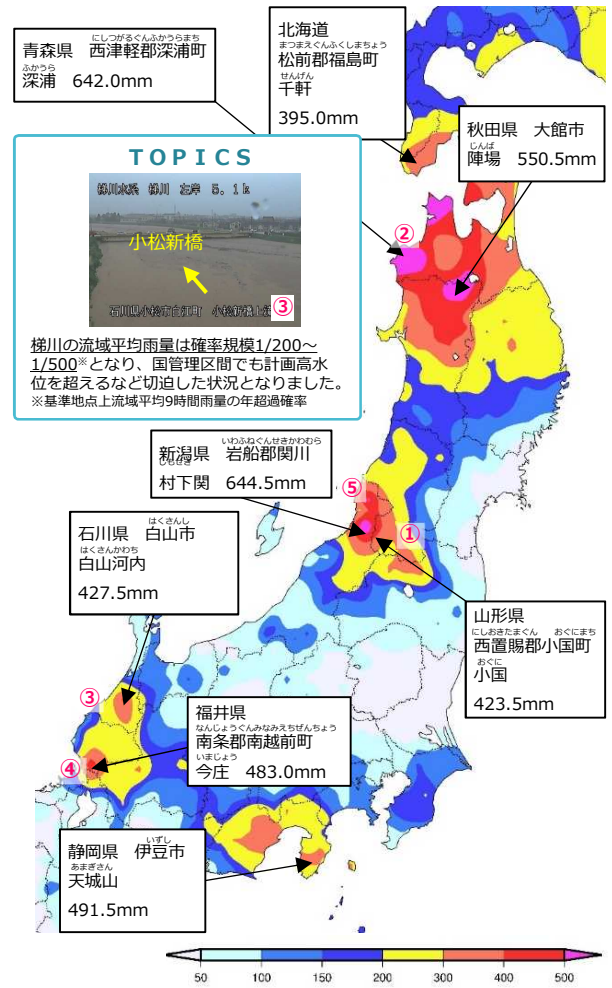 にしつがるぐんふかうらまち
青森県 西津軽郡深浦町
ふかうら
深浦 642.0mm
北海道
まつまえぐんふくしまちょう
松前郡福島町
せんげん
千軒
395.0mm
秋田県 大館市
じんば
陣場 550.5mm
TOPICS
梯川水系 梯川 左岸 5.1k
小松新橋
③
石川県小松市白江町 小松新橋上流
梯川の流域平均雨量は確率規模1/200～
1/500※となり、国管理区間でも計画高水
位を超えるなど切迫した状況となりました。
※基準地点上流域平均9時間雨量の年超過確率
②
いわふねぐんせきかわむら
新潟県 岩船郡関川
村下関 644.5mm
⑤
①
はくさんし
石川県 白山市
はくさんかわち
白山河内
427.5mm
山形県
にしおきたまぐん おぐにまち
西置賜郡小国町
おぐに
小国
423.5mm
③
福井県
なんじょうぐんみなみえちぜんちょう
南条郡南越前町
いまじょう
今庄 483.0mm
④
いずし
静岡県 伊豆市
あまぎさん
天城山
491.5mm
50 100 150 200 300 400 500